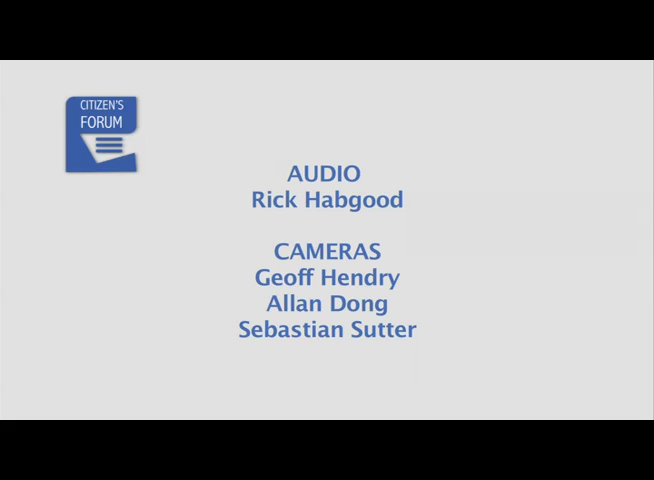 CITIZEN'S
FORUM
AUDIO
Rick Habgood
CAMERAS
Geoff Hendry
Allan Dong
Sebastian Sutter